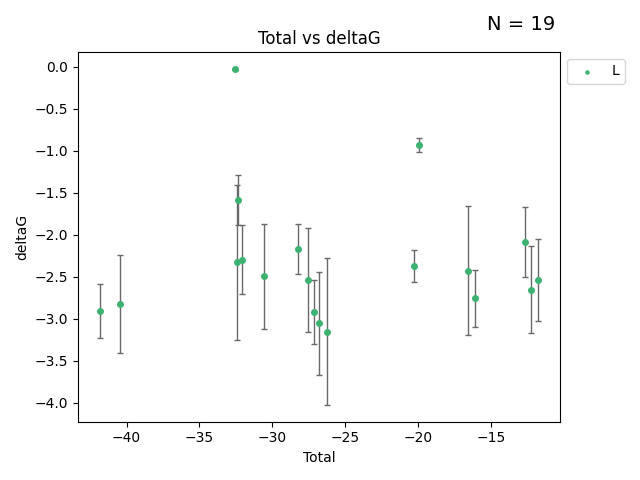 N = 19
Total vs deltaG
L
0.0
−0.5
−1.0
−1.5
−2.0
−2.5
−3.0
−3.5
−4.0
deltaG
−40 −35 −30 −25 −20 −15
Total